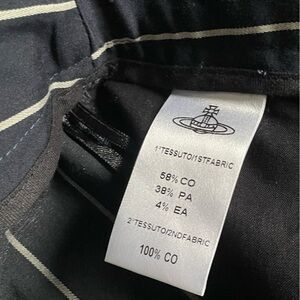 1°TESSUTO/1STFABRIC
58% CO
38% PA
4% EA
2°TESSUTO/2NDFABRIC
100% CO